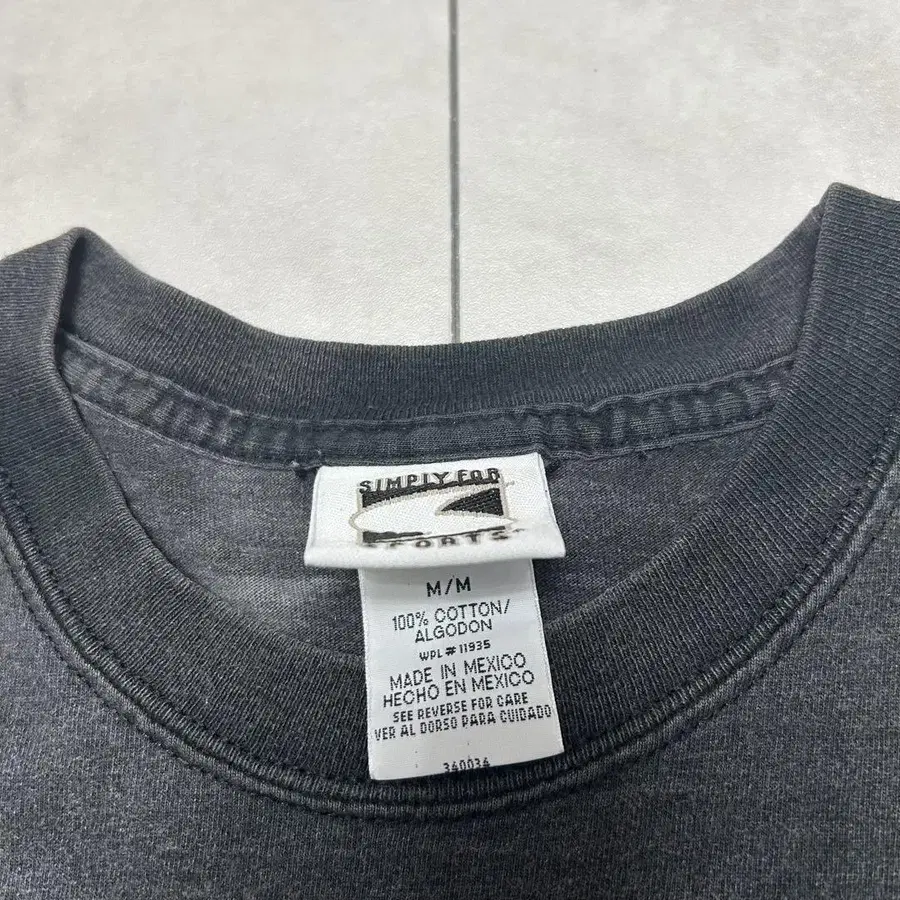 SIMPLY FOR
SPORTS
M/M
100% COTTON/
ALGODON
WPL # 11935
MADE IN MEXICO
HECHO EN MEXICO
SEE REVERSE FOR CARE
VER AL DORSO PARA CUIDADO
340034